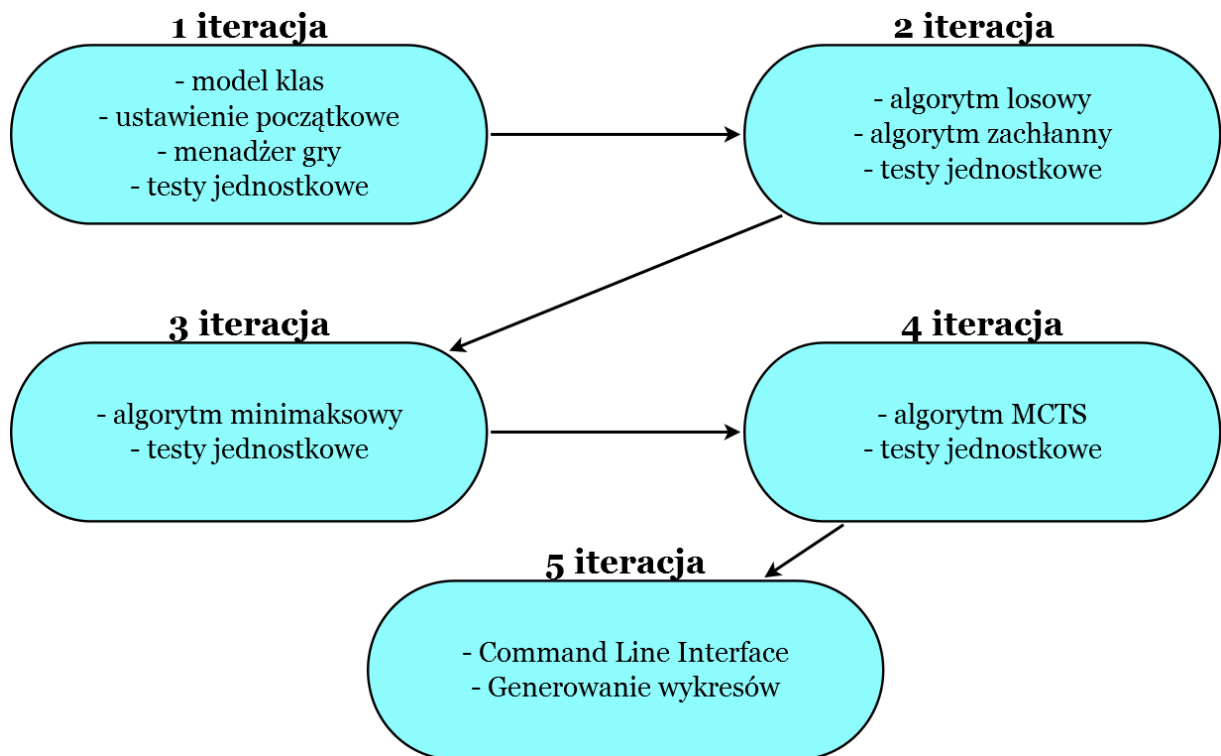 1 iteracja
- model klas
- ustawienie początkowe
- menadżer gry
- testy jednostkowe
2 iteracja
- algorytm losowy
- algorytm zachłanny
- testy jednostkowe
3 iteracja
- algorytm minimaksowy
- testy jednostkowe
4 iteracja
- algorytm MCTS
- testy jednostkowe
5 iteracja
- Command Line Interface
- Generowanie wykresów